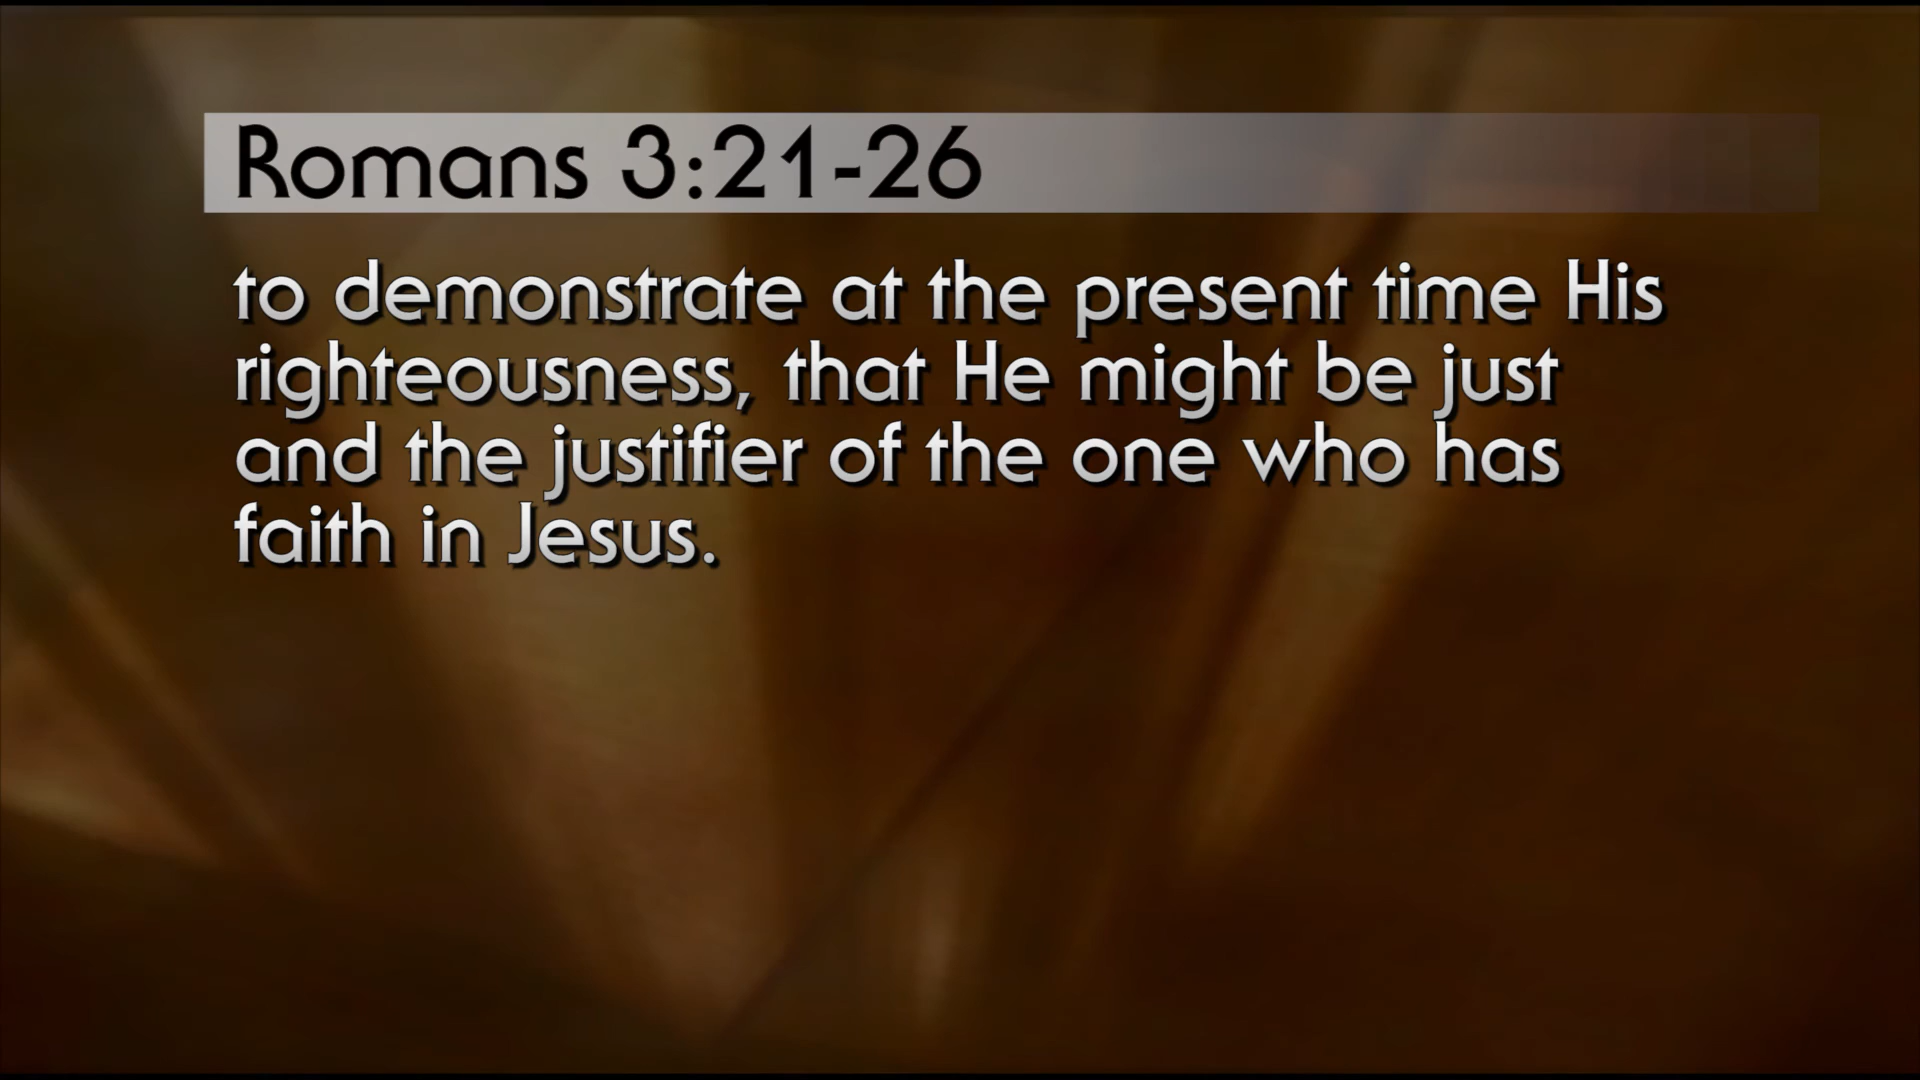 Romans 3:21-26
to demonstrate at the present time His
righteousness, that He might be just
and the justifier of the one who has
faith in Jesus.